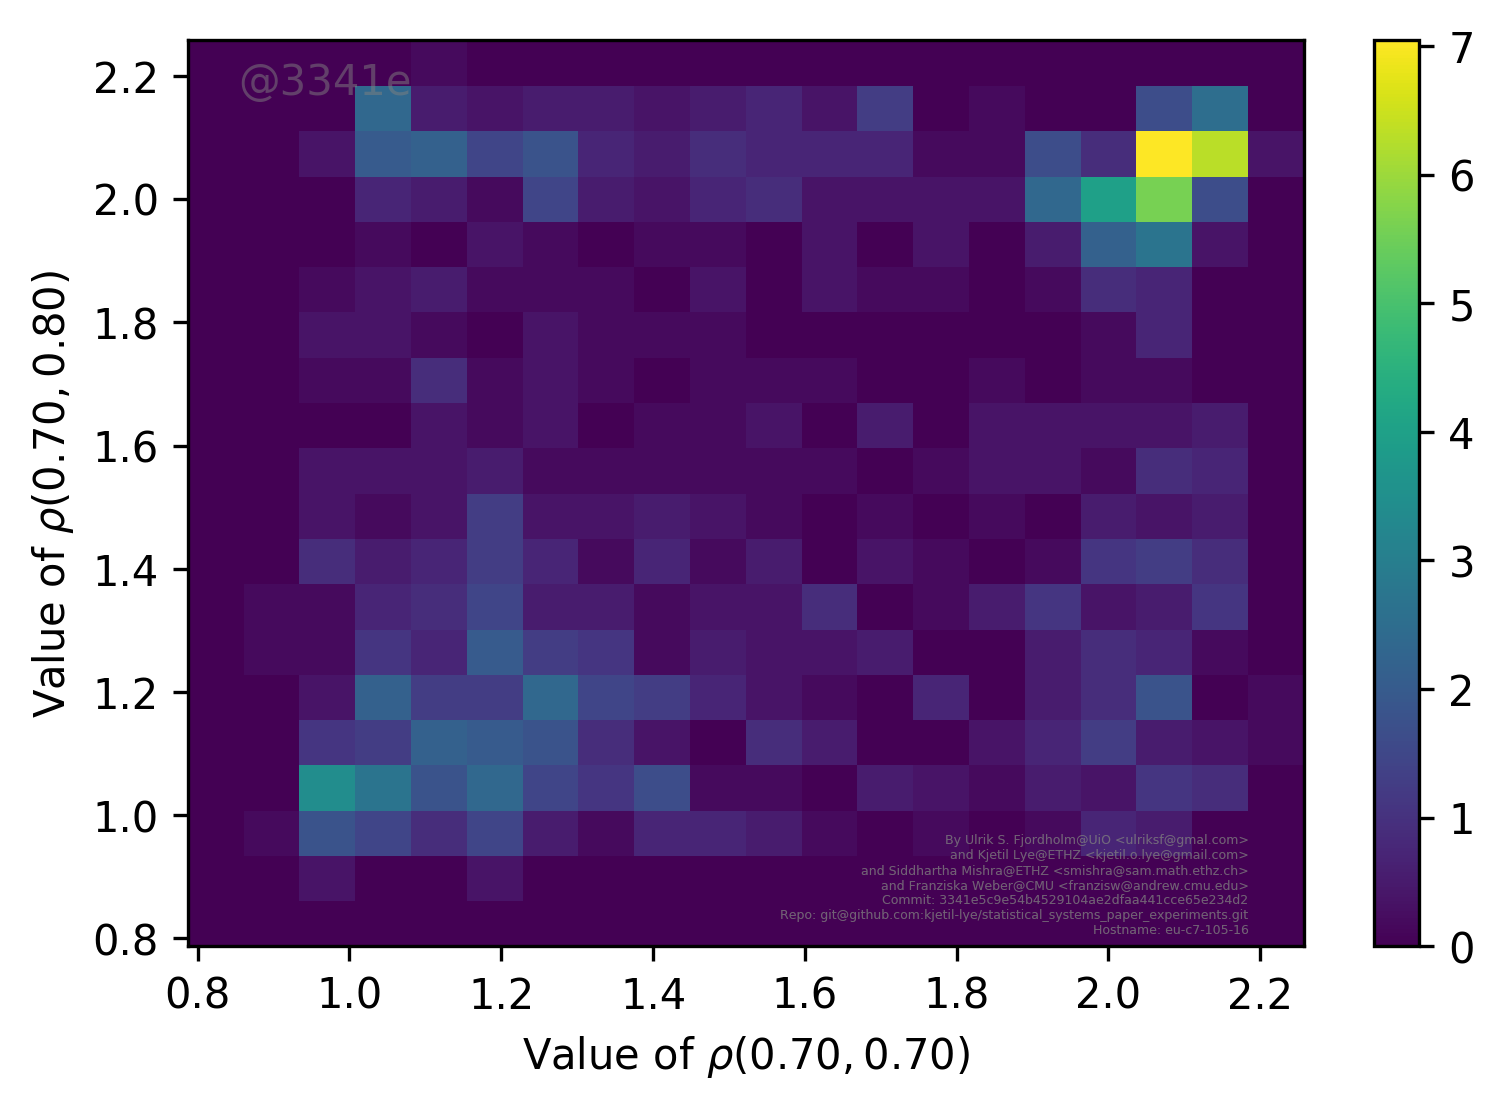 @3341e
2.2
2.0
1.8
1.6
1.4
1.2
1.0
0.8
Value of ρ(0.70, 0.80)
By Ulrik S. Fjordholm@UiO <ulriksf@gmal.com>
and Kjetil Lye@ETHZ <kjetil.o.lye@gmail.com>
and Siddhartha Mishra@ETHZ <smishra@sam.math.ethz.ch>
and Franziska Weber@CMU <franzisw@andrew.cmu.edu>
Commit: 3341e5c9e54b4529104ae2dfaa441cce65e234d2
Repo: git@github.com:kjetil-lye/statistical_systems_paper_experiments.git
Hostname: eu-c7-105-16
0.8 1.0 1.2 1.4 1.6 1.8 2.0 2.2
Value of ρ(0.70, 0.70)
7
6
5
4
3
2
1
0